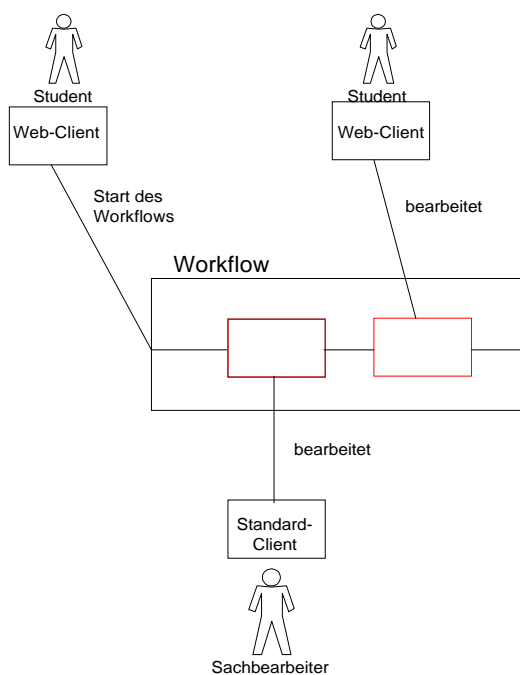 Student
Web-Client
Student
Web-Client
Start des
Workflows
bearbeitet
Workflow
bearbeitet
Standard-
Client
Sachbearbeiter